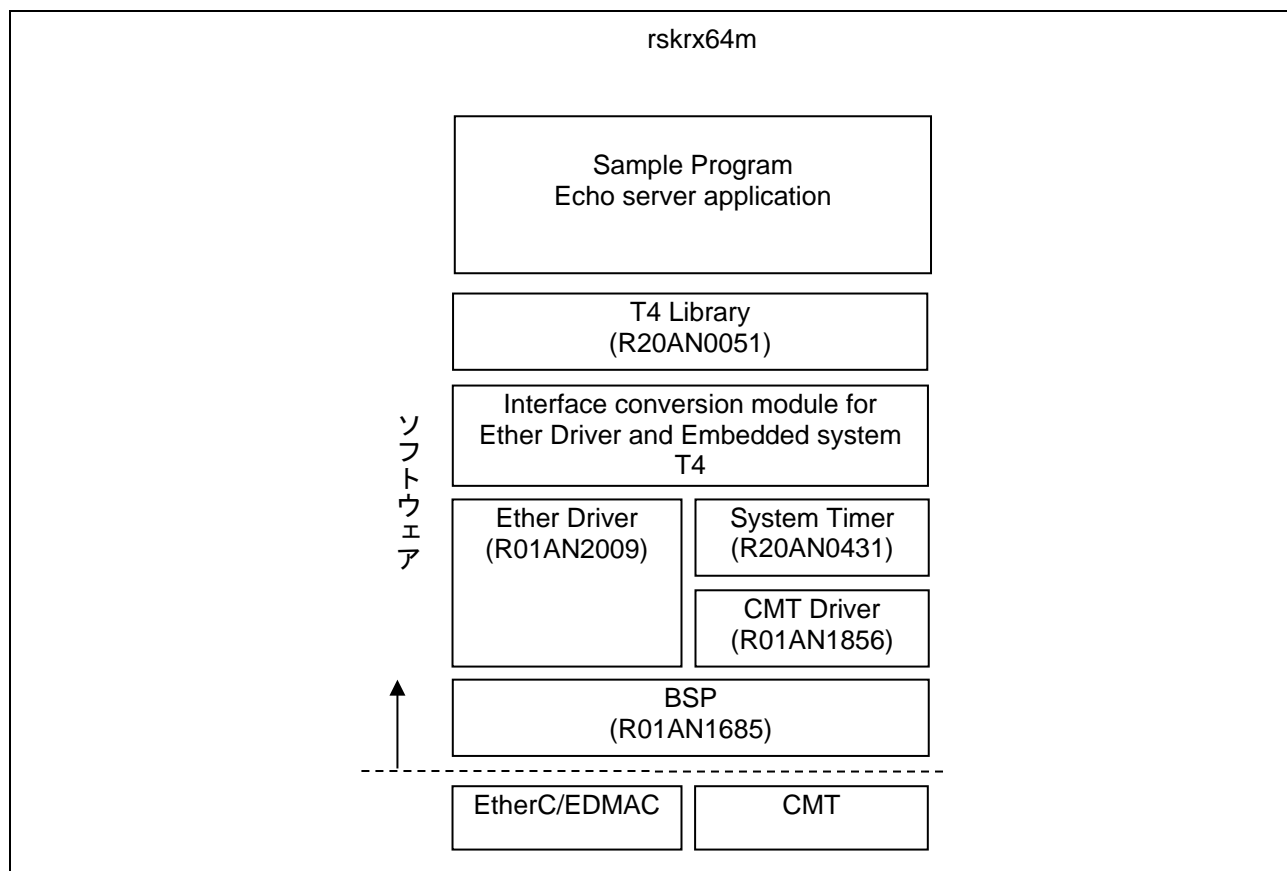 rskrx64m
Sample Program
Echo server application
T4 Library
(R20AN0051)
Interface conversion module for
Ether Driver and Embedded system
T4
ソフトウェア
Ether Driver
(R01AN2009)
System Timer
(R20AN0431)
CMT Driver
(R01AN1856)
BSP
(R01AN1685)
EtherC/EDMAC
CMT